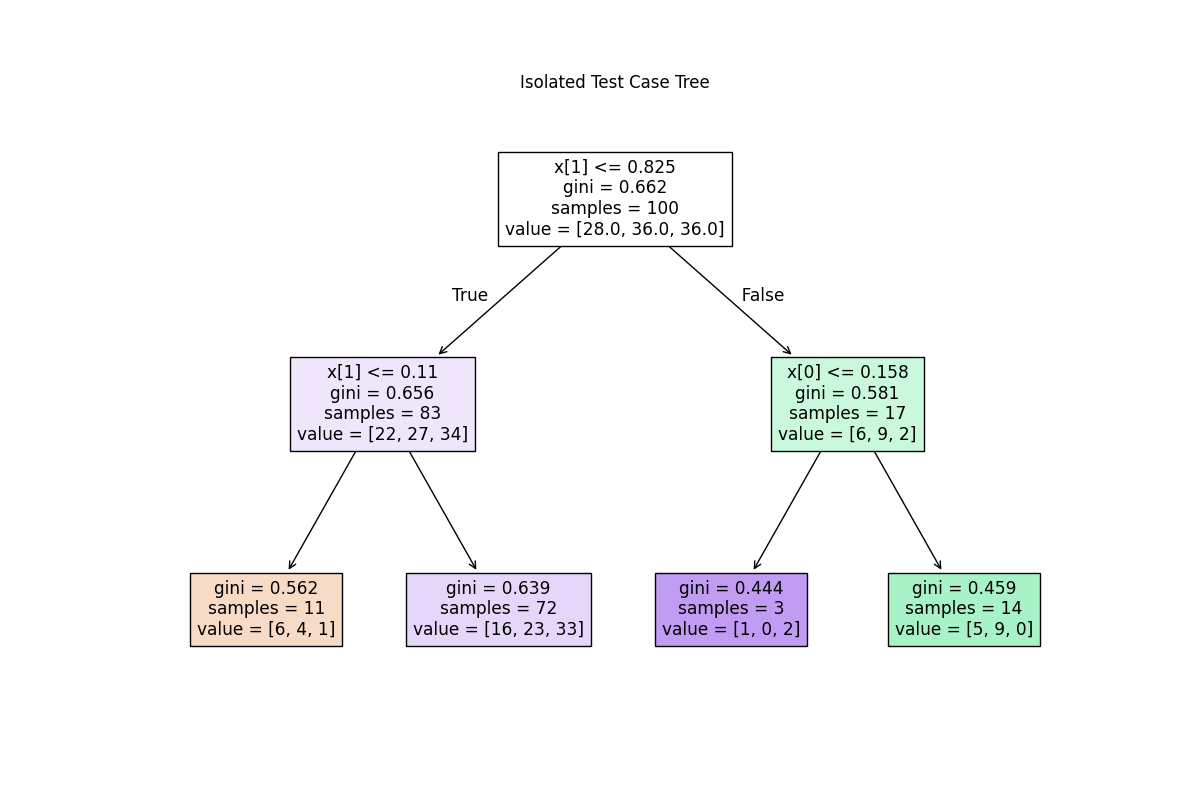 Isolated Test Case Tree
x[1] <= 0.825
gini = 0.662
samples = 100
value = [28.0, 36.0, 36.0]
True
False
x[1] <= 0.11
gini = 0.656
samples = 83
value = [22, 27, 34]
x[0] <= 0.158
gini = 0.581
samples = 17
value = [6, 9, 2]
gini = 0.562
samples = 11
value = [6, 4, 1]
gini = 0.639
samples = 72
value = [16, 23, 33]
gini = 0.444
samples = 3
value = [1, 0, 2]
gini = 0.459
samples = 14
value = [5, 9, 0]